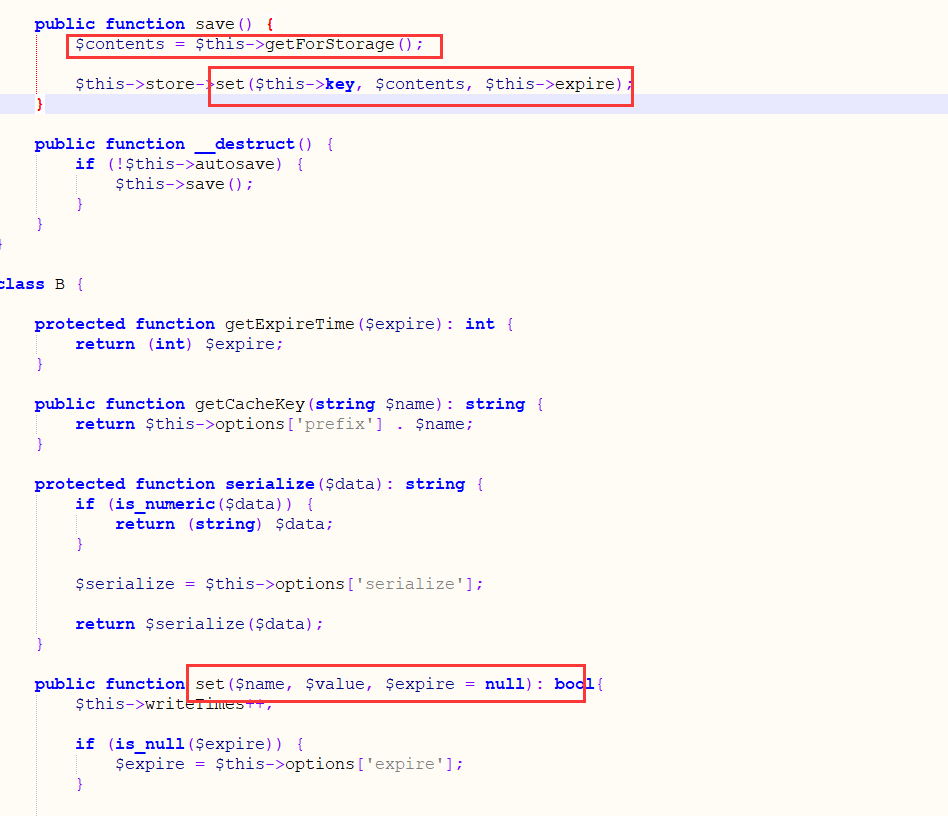 public function save() {
$contents = $this->getForStorage();
$this->store->set($this->key, $contents, $this->expire);
}
public function __destruct() {
if (!$this->autosave) {
$this->save();
}
}
}
class B {
protected function getExpireTime($expire): int {
return (int) $expire;
}
public function getCacheKey(string $name): string {
return $this->options['prefix'] . $name;
}
protected function serialize($data): string {
if (is_numeric($data)) {
return (string) $data;
}
$serialize = $this->options['serialize'];
return $serialize($data);
}
public function set($name, $value, $expire = null): bool{
$this->writeTimes++;
if (is_null($expire)) {
$expire = $this->options['expire'];
}